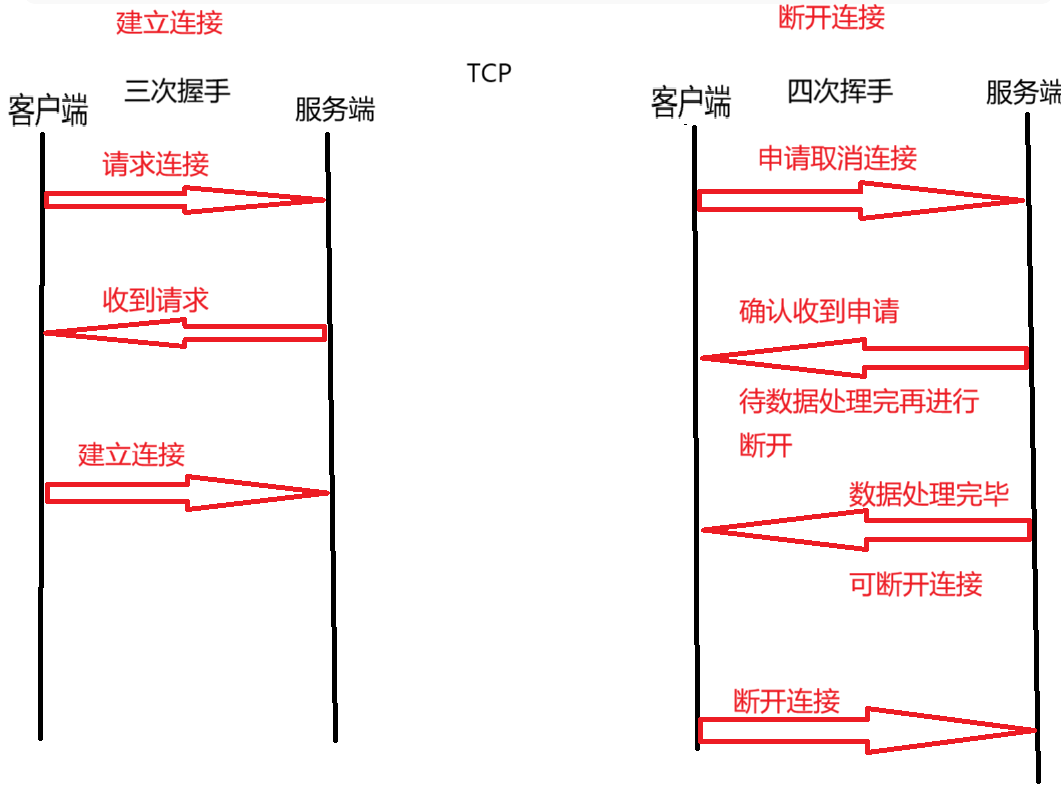 建立连接
断开连接
TCP
三次握手
客户端
服务端
请求连接
收到请求
建立连接
四次挥手
客户端
服务端
申请取消连接
确认收到申请
待数据处理完再进行
断开
数据处理完毕
可断开连接
断开连接